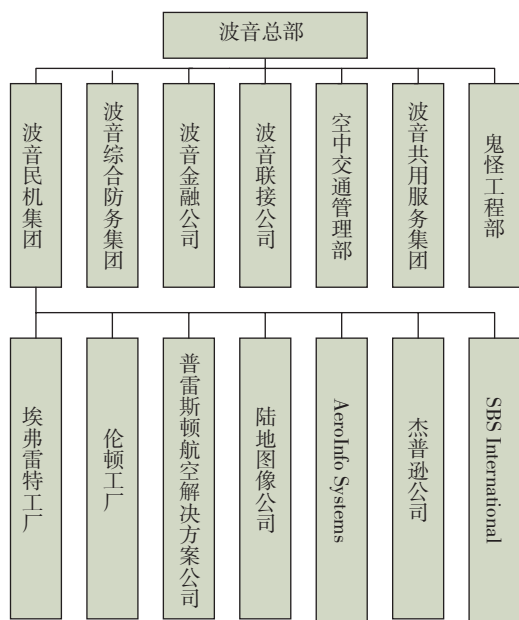 波音总部
波音民机集团
波音综合防务集团
波音金融公司
波音联接公司
空中交通管理部
波音共用服务集团
鬼怪工程部
埃弗雷特工厂
伦顿工厂
普雷斯顿航空解决方案公司
陆地图像公司
AeroInfo Systems
杰普逊公司
SBS International